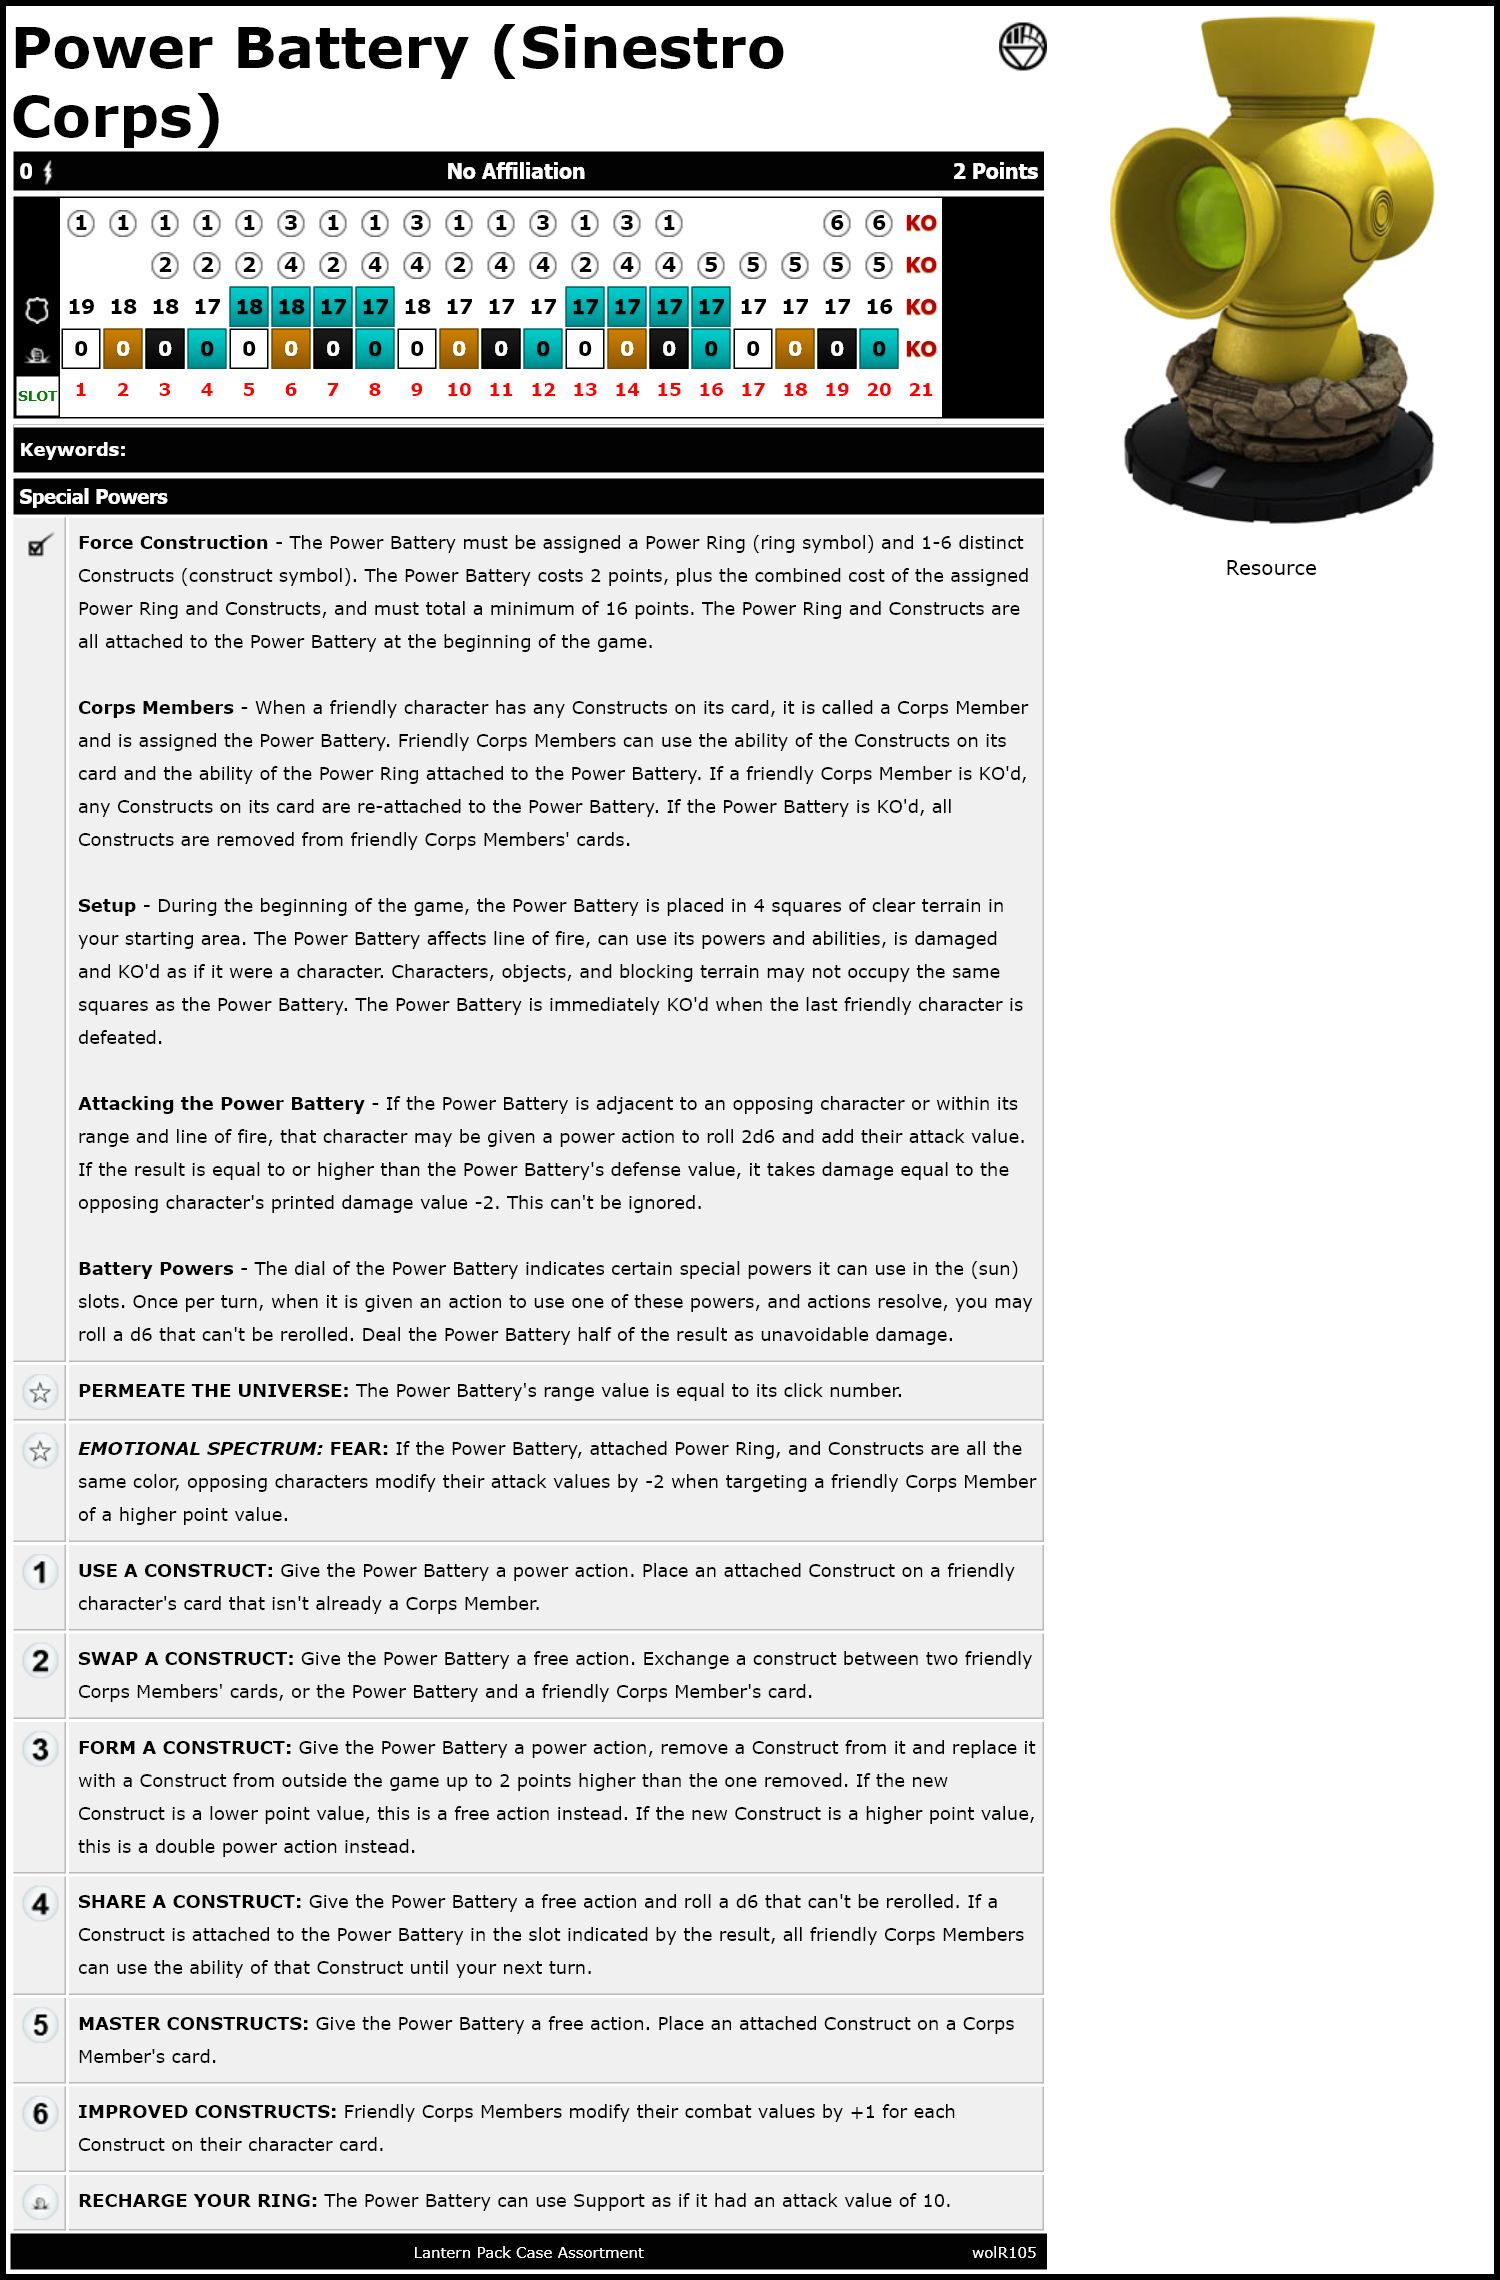 Power Battery (Sinestro
Corps)
0 No Affiliation 2 Points
1 1 1 1 1 3 1 1 3 1 1 3 1 3 1 6 6 KO
2 2 2 4 2 4 4 2 4 4 2 4 4 5 5 5 5 5 KO
19 18 18 17 18 18 17 17 18 17 17 17 17 17 17 17 17 17 17 16 KO
0 0 0 0 0 0 0 0 0 0 0 0 0 0 0 0 0 0 0 0 KO
SLOT 1 2 3 4 5 6 7 8 9 10 11 12 13 14 15 16 17 18 19 20 21
Keywords:
Special Powers
Force Construction - The Power Battery must be assigned a Power Ring (ring symbol) and 1-6 distinct
Constructs (construct symbol). The Power Battery costs 2 points, plus the combined cost of the assigned
Power Ring and Constructs, and must total a minimum of 16 points. The Power Ring and Constructs are
all attached to the Power Battery at the beginning of the game.
Corps Members - When a friendly character has any Constructs on its card, it is called a Corps Member
and is assigned the Power Battery. Friendly Corps Members can use the ability of the Constructs on its
card and the ability of the Power Ring attached to the Power Battery. If a friendly Corps Member is KO'd,
any Constructs on its card are re-attached to the Power Battery. If the Power Battery is KO'd, all
Constructs are removed from friendly Corps Members' cards.
Setup - During the beginning of the game, the Power Battery is placed in 4 squares of clear terrain in
your starting area. The Power Battery affects line of fire, can use its powers and abilities, is damaged
and KO'd as if it were a character. Characters, objects, and blocking terrain may not occupy the same
squares as the Power Battery. The Power Battery is immediately KO'd when the last friendly character is
defeated.
Attacking the Power Battery - If the Power Battery is adjacent to an opposing character or within its
range and line of fire, that character may be given a power action to roll 2d6 and add their attack value.
If the result is equal to or higher than the Power Battery's defense value, it takes damage equal to the
opposing character's printed damage value -2. This can't be ignored.
Battery Powers - The dial of the Power Battery indicates certain special powers it can use in the (sun)
slots. Once per turn, when it is given an action to use one of these powers, and actions resolve, you may
roll a d6 that can't be rerolled. Deal the Power Battery half of the result as unavoidable damage.
PERMEATE THE UNIVERSE: The Power Battery's range value is equal to its click number.
EMOTIONAL SPECTRUM: FEAR: If the Power Battery, attached Power Ring, and Constructs are all the
same color, opposing characters modify their attack values by -2 when targeting a friendly Corps Member
of a higher point value.
1 USE A CONSTRUCT: Give the Power Battery a power action. Place an attached Construct on a friendly
character's card that isn't already a Corps Member.
2 SWAP A CONSTRUCT: Give the Power Battery a free action. Exchange a construct between two friendly
Corps Members' cards, or the Power Battery and a friendly Corps Member's card.
3 FORM A CONSTRUCT: Give the Power Battery a power action, remove a Construct from it and replace it
with a Construct from outside the game up to 2 points higher than the one removed. If the new
Construct is a lower point value, this is a free action instead. If the new Construct is a higher point value,
this is a double power action instead.
4 SHARE A CONSTRUCT: Give the Power Battery a free action and roll a d6 that can't be rerolled. If a
Construct is attached to the Power Battery in the slot indicated by the result, all friendly Corps Members
can use the ability of that Construct until your next turn.
5 MASTER CONSTRUCTS: Give the Power Battery a free action. Place an attached Construct on a Corps
Member's card.
6 IMPROVED CONSTRUCTS: Friendly Corps Members modify their combat values by +1 for each
Construct on their character card.
RECHARGE YOUR RING: The Power Battery can use Support as if it had an attack value of 10.
Lantern Pack Case Assortment wolR105
Resource